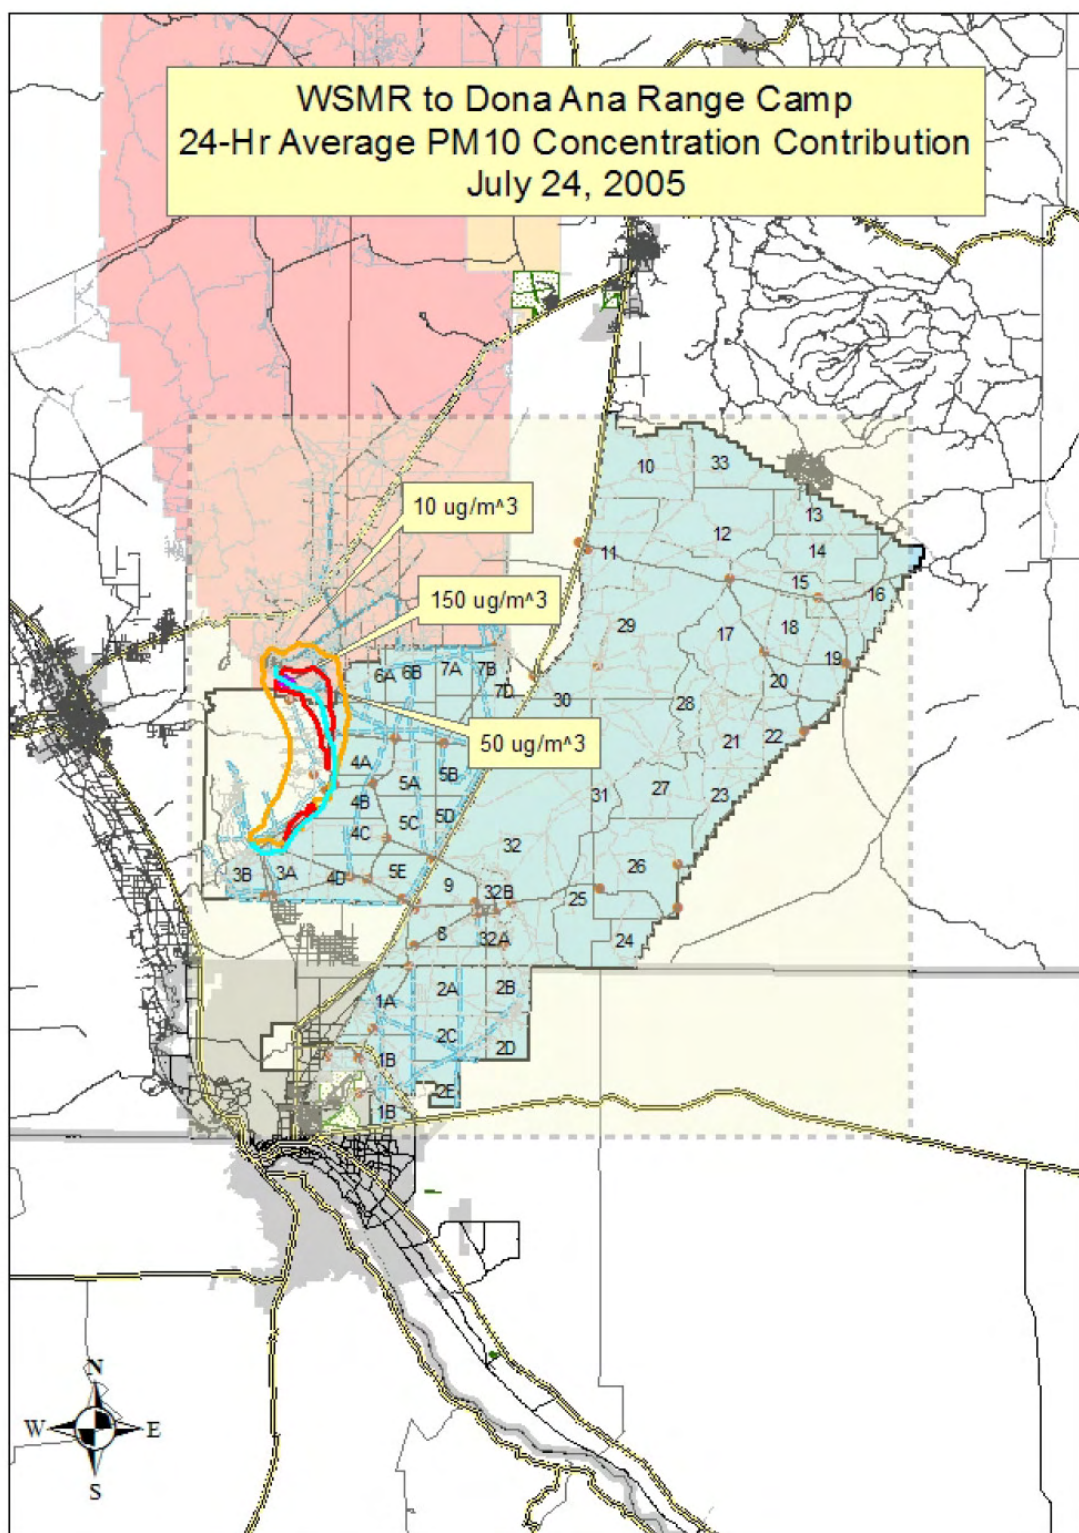 WSMR to Dona Ana Range Camp
24-Hr Average PM10 Concentration Contribution
July 24, 2005
10
33
10 ug/m^3
13
12
11
14
150 ug/m^3
15
16
17
18
29
6A
6B
7A
7B
19
7D
20
30
28
50 ug/m^3
21
22
4A
5B
5A
27
23
31
4B
5D
4C
5C
32
26
3B
3A
4D
5E
9
32B
25
8
32A
24
2A
2B
1A
2C
2D
1B
2E
1B
N
W
E
S